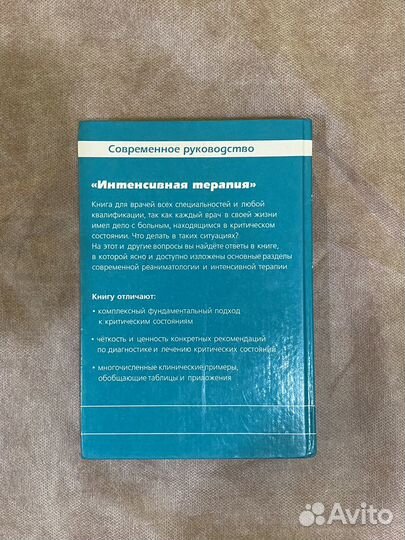 Современное руководство
«Интенсивная терапия»
Книга для врачей всех специальностей и любой
квалификации, так как каждый врач в своей жизни
имел дело с больным, находящимся в критическом
состоянии. Что делать в таких ситуациях?
На этот и другие вопросы вы найдёте ответы в книге,
в которой ясно и доступно изложены основные разделы
современной реаниматологии и интенсивной терапии.
Книгу отличают:
• комплексный фундаментальный подход
к критическим состояниям
• чёткость и ценность конкретных рекомендаций
по диагностике и лечению критических состояний
• многочисленные клинические примеры,
обобщающие таблицы и приложения
Avito